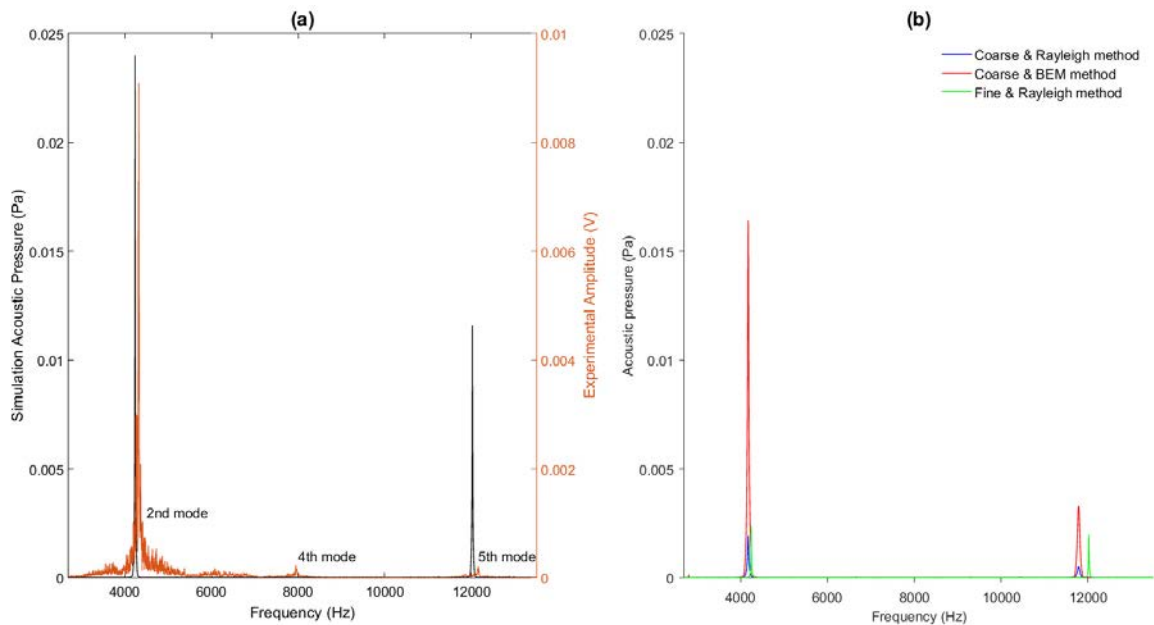 (a)
0.025
0.02
0.015
0.01
0.005
0
Simulation Acoustic Pressure (Pa)
4000
6000
8000
10000
12000
Frequency (Hz)
0.01
0.008
0.006
0.004
0.002
0
Experimental Amplitude (V)
2nd mode
4th mode
5th mode
(b)
0.025
0.02
0.015
0.01
0.005
0
Acoustic pressure (Pa)
4000
6000
8000
10000
12000
Frequency (Hz)
Coarse & Rayleigh method
Coarse & BEM method
Fine & Rayleigh method